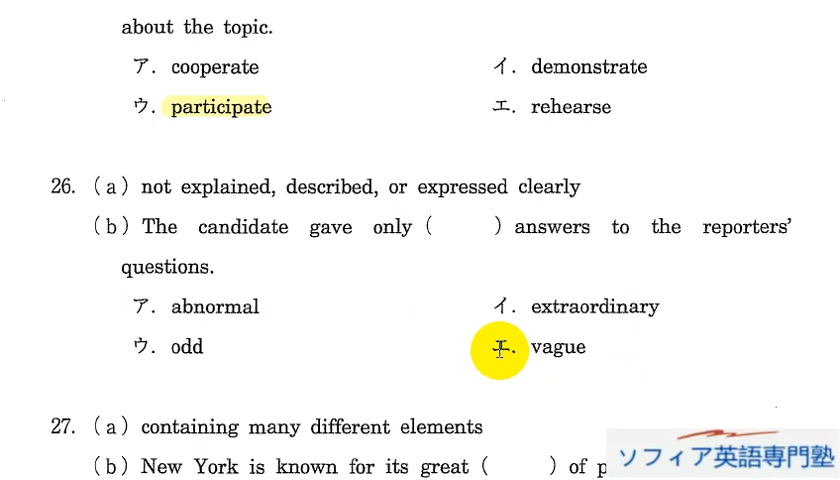 about the topic.
ア. cooperate イ. demonstrate
ウ. participate エ. rehearse
26. (a) not explained, described, or expressed clearly
(b) The candidate gave only ( ) answers to the reporters'
questions.
ア. abnormal イ. extraordinary
ウ. odd エ. vague
27. (a) containing many different elements
(b) New York is known for its great ( ) of p
ソフィア英語専門塾